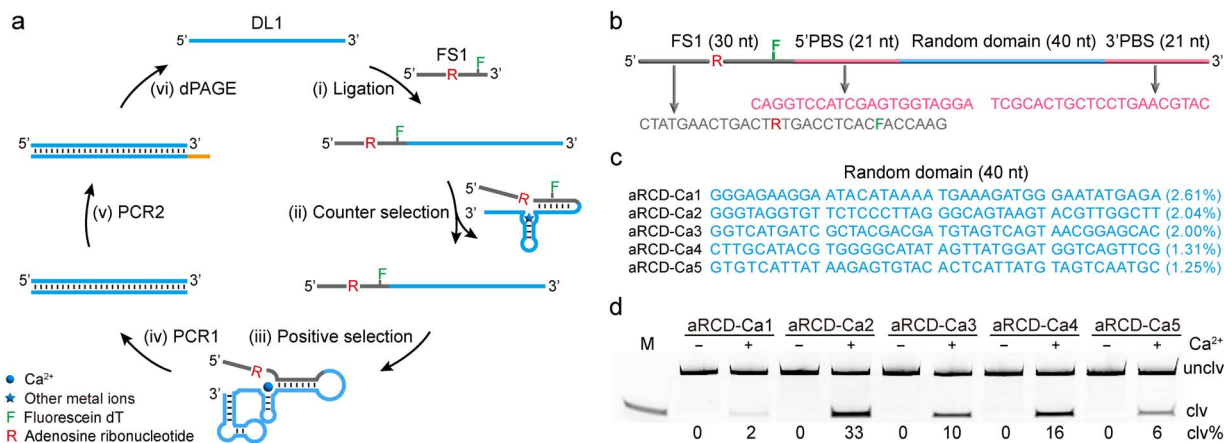 a
DL1
5' 3'
FS1
F
5' R 3'
(vi) dPAGE
(i) Ligation
F
5' R 3'
5' 3'
F
R
3'
(ii) Counter selection
(v) PCR2
F
5' R 3'
5' 3'
(iii) Positive selection
(iv) PCR1
5'
R
3'
Ca²⁺
Other metal ions
F Fluorescein dT
R Adenosine ribonucleotide
b
FS1 (30 nt) F 5'PBS (21 nt) Random domain (40 nt) 3'PBS (21 nt)
5' R 3'
CAGGTCCATCGAGTGGTAGGA TCGCACTGCTCCTGAACGTAC
CTATGAACTGACTRTGACCTCACFACCAAG
c
Random domain (40 nt)
aRCD-Ca1 GGGAGAAGGA ATACATAAAA TGAAAGATGG GAATATGAGA (2.61%)
aRCD-Ca2 GGGTAGGTGT TCTCCCTTAG GGCAGTAAGT ACGTTGGCTT (2.04%)
aRCD-Ca3 GGTCATGATC GCTACGACGA TGTAGTCAGT AACGGAGCAC (2.00%)
aRCD-Ca4 CTTGCATACG TGGGGCATAT AGTTATGGAT GGTCAGTTCG (1.31%)
aRCD-Ca5 GTGTCATTAT AAGAGTGTAC ACTCATTATG TAGTCAATGC (1.25%)
d
aRCD-Ca1 aRCD-Ca2 aRCD-Ca3 aRCD-Ca4 aRCD-Ca5
M − + − + − + − + − + Ca²⁺
unclv
clv
0 2 0 33 0 10 0 16 0 6 clv%